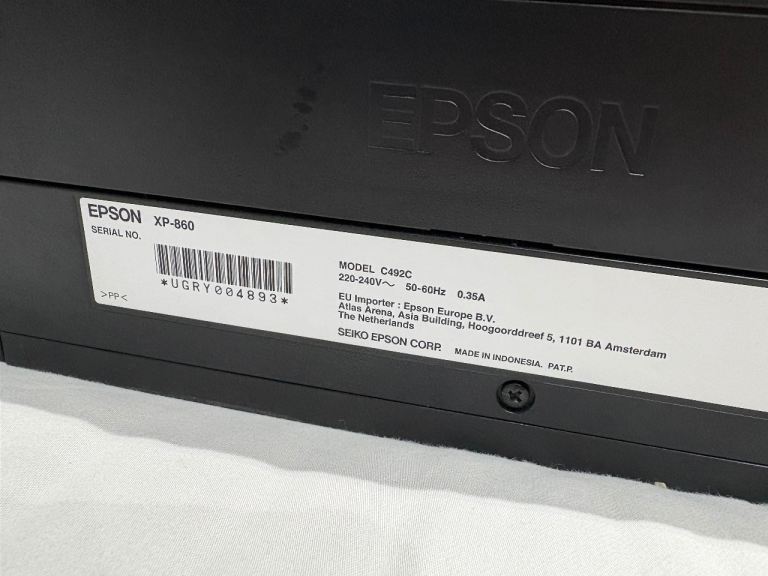 EPSON
EPSON XP-860
SERIAL NO.
*UGRY004893*
>PP<
MODEL C492C
220-240V～ 50-60Hz 0.35A
EU Importer : Epson Europe B.V.
Atlas Arena, Asia Building, Hoogoorddreef 5, 1101 BA Amsterdam
The Netherlands
SEIKO EPSON CORP. MADE IN INDONESIA. PAT.P.